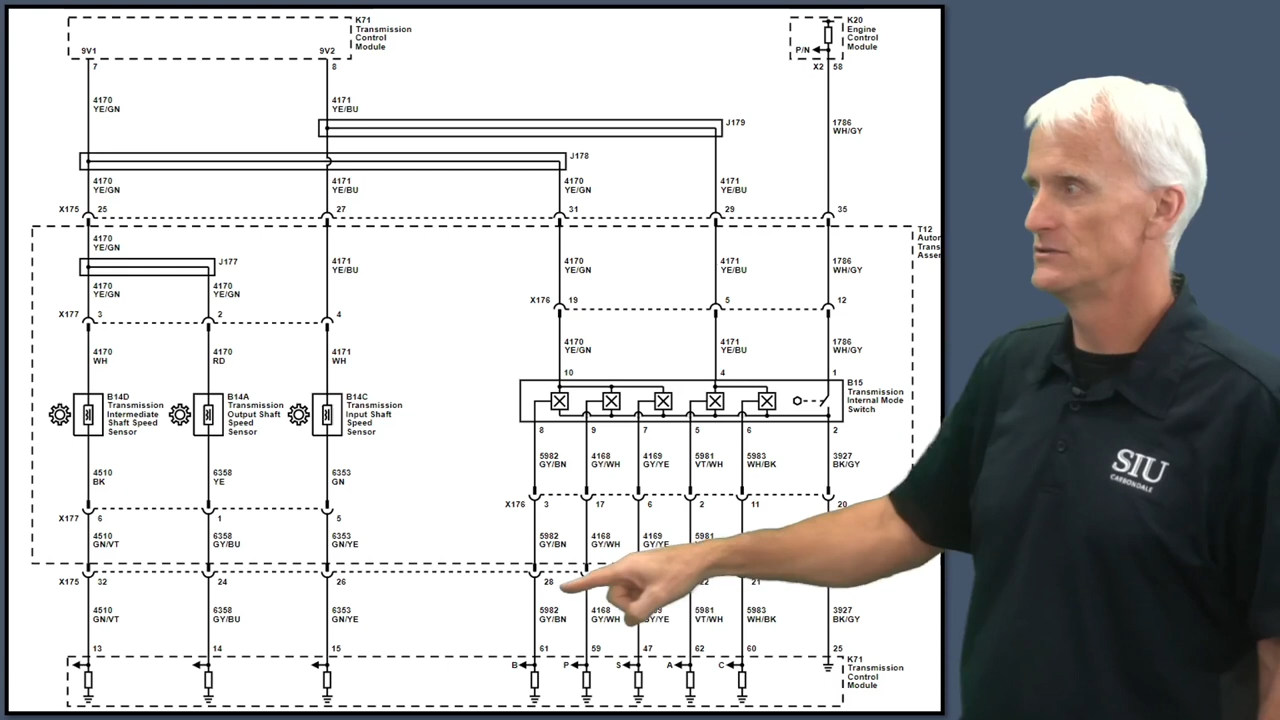 K71
Transmission
Control
Module
K20
Engine
Control
Module
9V1
9V2
P/N
7
8
X2 58
4170
YE/GN
4171
YE/BU
1786
WH/GY
J179
J178
4170
YE/GN
4171
YE/BU
4170
YE/GN
4171
YE/BU
X175 25
27
31
29
35
T12
4170
YE/GN
J177
4171
YE/BU
4170
YE/GN
4171
YE/BU
1786
WH/GY
4170
YE/GN
4170
YE/GN
X176 19
5
12
X177 3
2
4
4170
WH
4170
RD
4171
WH
4170
YE/GN
4171
YE/BU
1786
WH/GY
10
4
1
B14D
Transmission
Intermediate
Shaft Speed
Sensor
B14A
Transmission
Output Shaft
Speed
Sensor
B14C
Transmission
Input Shaft
Speed
Sensor
B15
Transmission
Internal Mode
Switch
8
9
7
5
6
2
4510
BK
6358
YE
6353
GN
5982
GY/BN
4168
GY/WH
4169
GY/YE
5981
VT/WH
5983
WH/BK
3927
BK/GY
X177 6
1
5
X176 3
17
6
2
11
20
4510
GN/VT
6358
GY/BU
6353
GN/YE
5982
GY/BN
4168
GY/WH
4169
GY/YE
5981
X175 32
24
26
28
4510
GN/VT
6358
GY/BU
6353
GN/YE
5982
GY/BN
4168
GY/WH
5981
VT/WH
5983
WH/BK
3927
BK/GY
13
14
15
61
59
47
62
60
25
B
P
S
A
C
K71
Transmission
Control
Module
SIU
CARBONDALE